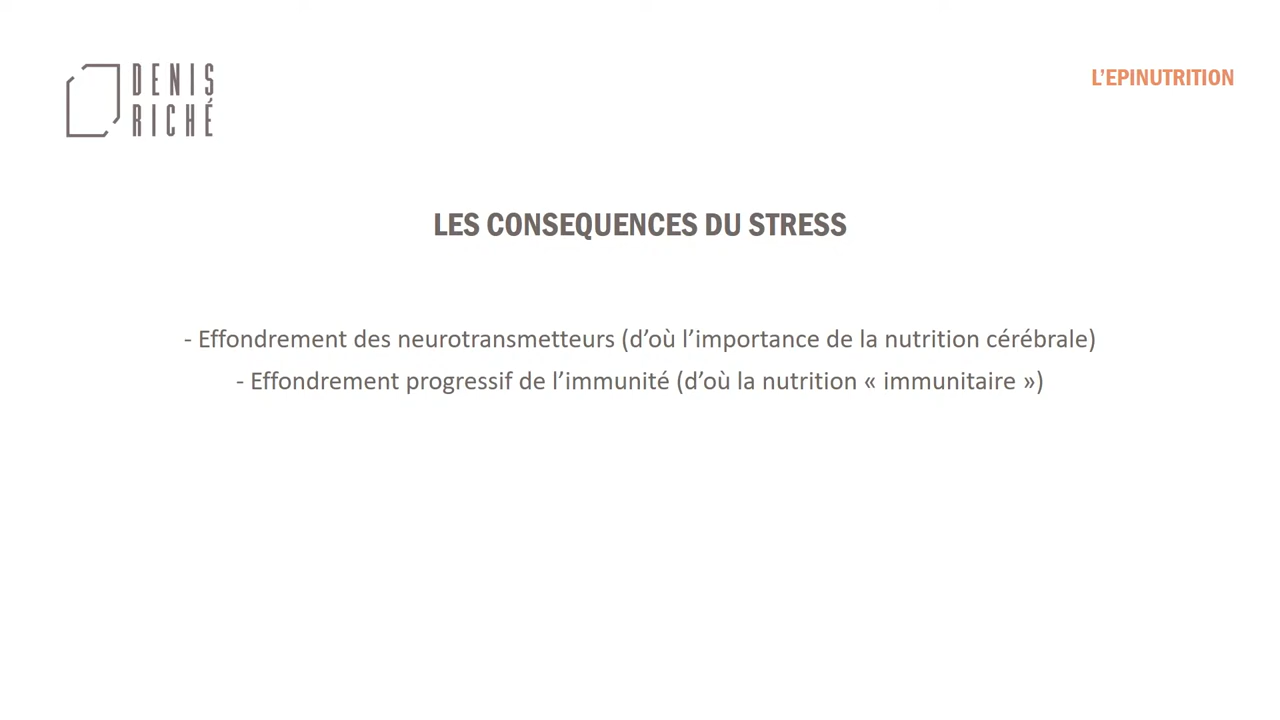 DENIS
RICHÉ
L’EPINUTRITION
LES CONSEQUENCES DU STRESS
- Effondrement des neurotransmetteurs (d’où l’importance de la nutrition cérébrale)
- Effondrement progressif de l’immunité (d’où la nutrition « immunitaire »)